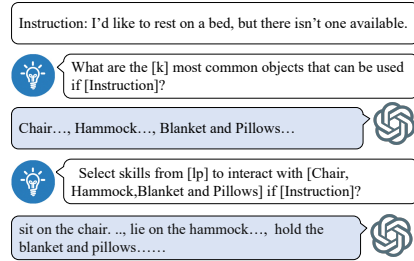 Instruction: I'd like to rest on a bed, but there isn't one available.
What are the [k] most common objects that can be used
if [Instruction]?
Chair…, Hammock…, Blanket and Pillows…
Select skills from [lp] to interact with [Chair,
Hammock,Blanket and Pillows] if [Instruction]?
sit on the chair. .., lie on the hammock…, hold the
blanket and pillows……